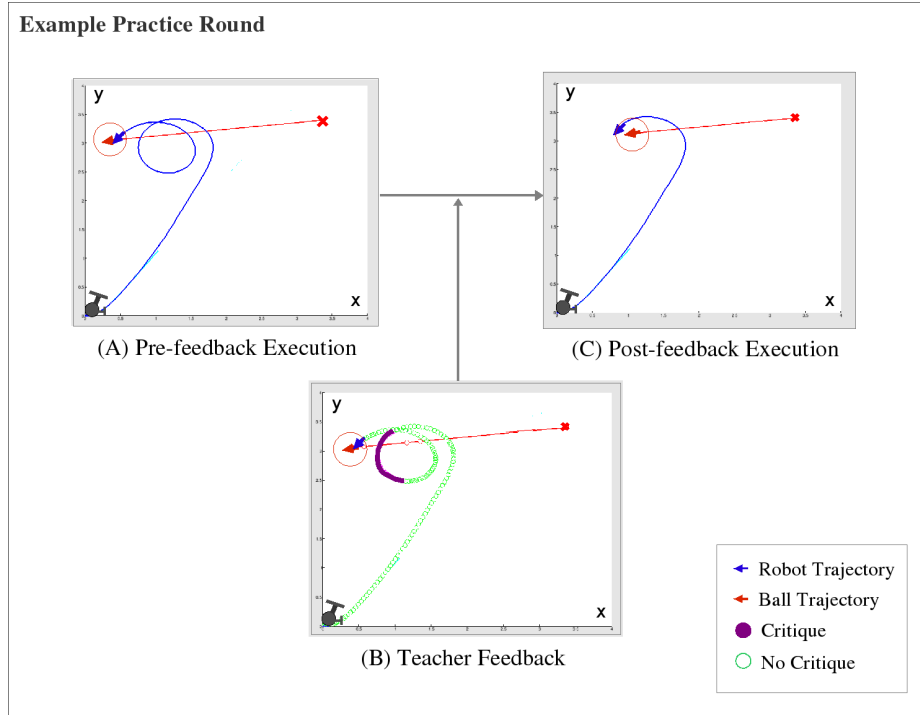 Example Practice Round
y
x
(A) Pre-feedback Execution
y
x
(C) Post-feedback Execution
y
x
(B) Teacher Feedback
Robot Trajectory
Ball Trajectory
Critique
No Critique